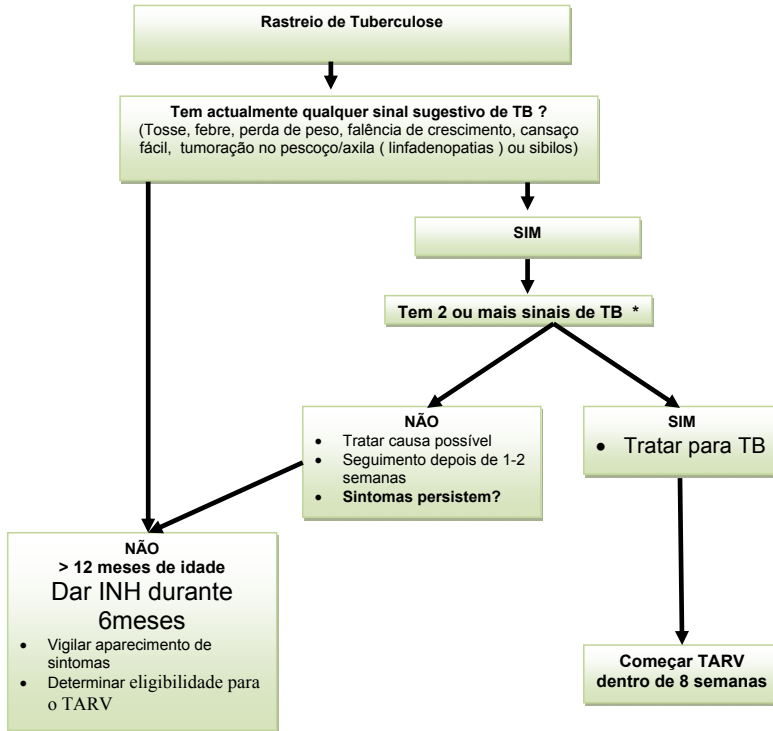 Rastreio de Tuberculose
Tem actualmente qualquer sinal sugestivo de TB ?
(Tosse, febre, perda de peso, falência de crescimento, cansaço
fácil, tumoração no pescoço/axila ( linfadenopatias ) ou sibilos)
SIM
Tem 2 ou mais sinais de TB *
NÃO
• Tratar causa possível
• Seguimento depois de 1-2
semanas
• Sintomas persistem?
SIM
• Tratar para TB
NÃO
> 12 meses de idade
Dar INH durante
6meses
• Vigilar aparecimento de
sintomas
• Determinar eligibilidade para
o TARV
Começar TARV
dentro de 8 semanas